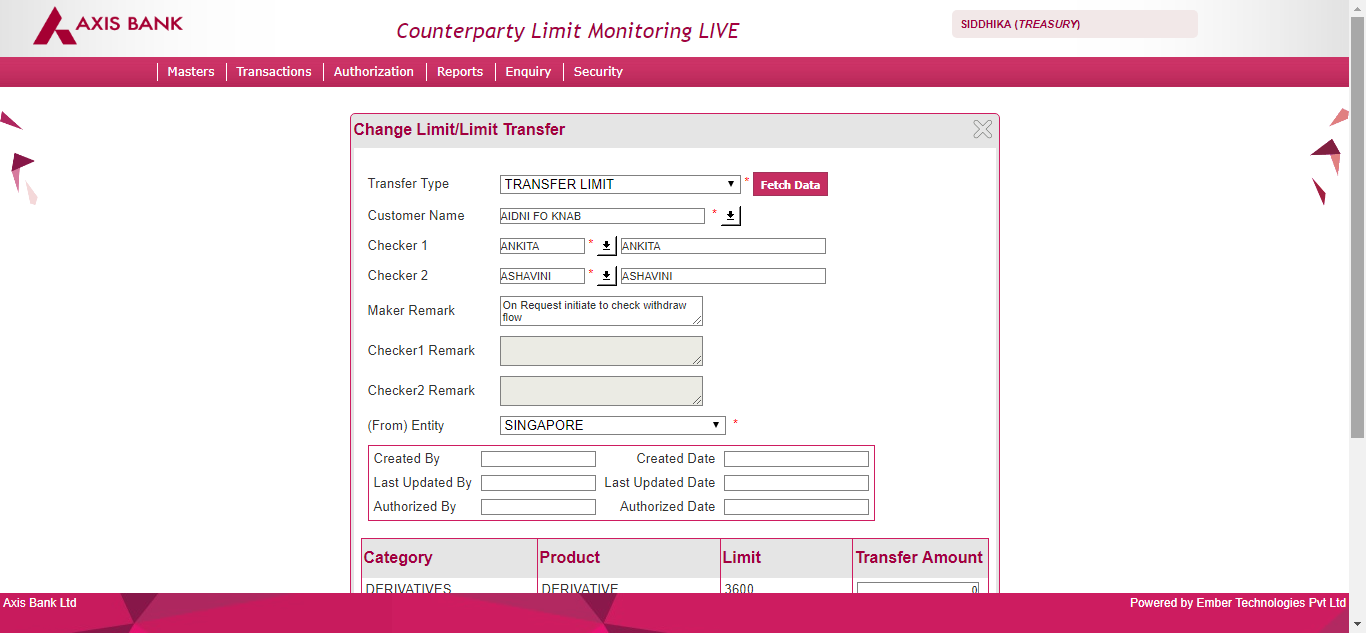 AXIS BANK
Counterparty Limit Monitoring LIVE
SIDDHIKA (TREASURY)
Masters Transactions Authorization Reports Enquiry Security
Change Limit/Limit Transfer
Transfer Type TRANSFER LIMIT * Fetch Data
Customer Name AIDNI FO KNAB *
Checker 1 ANKITA * ANKITA
Checker 2 ASHAVINI * ASHAVINI
Maker Remark On Request initiate to check withdraw
flow
Checker1 Remark
Checker2 Remark
(From) Entity SINGAPORE *
Created By Created Date
Last Updated By Last Updated Date
Authorized By Authorized Date
Category Product Limit Transfer Amount
DERIVATIVES DERIVATIVE 3600 0
Axis Bank Ltd Powered by Ember Technologies Pvt Ltd